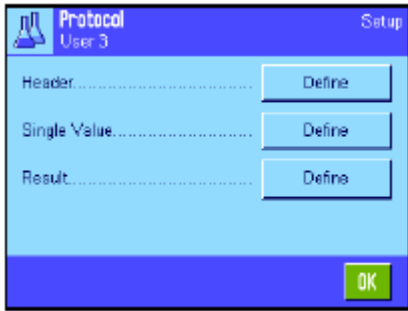 Protocol
Setup
User 3
Header.............................. Define
Single Value........................ Define
Result.............................. Define
OK